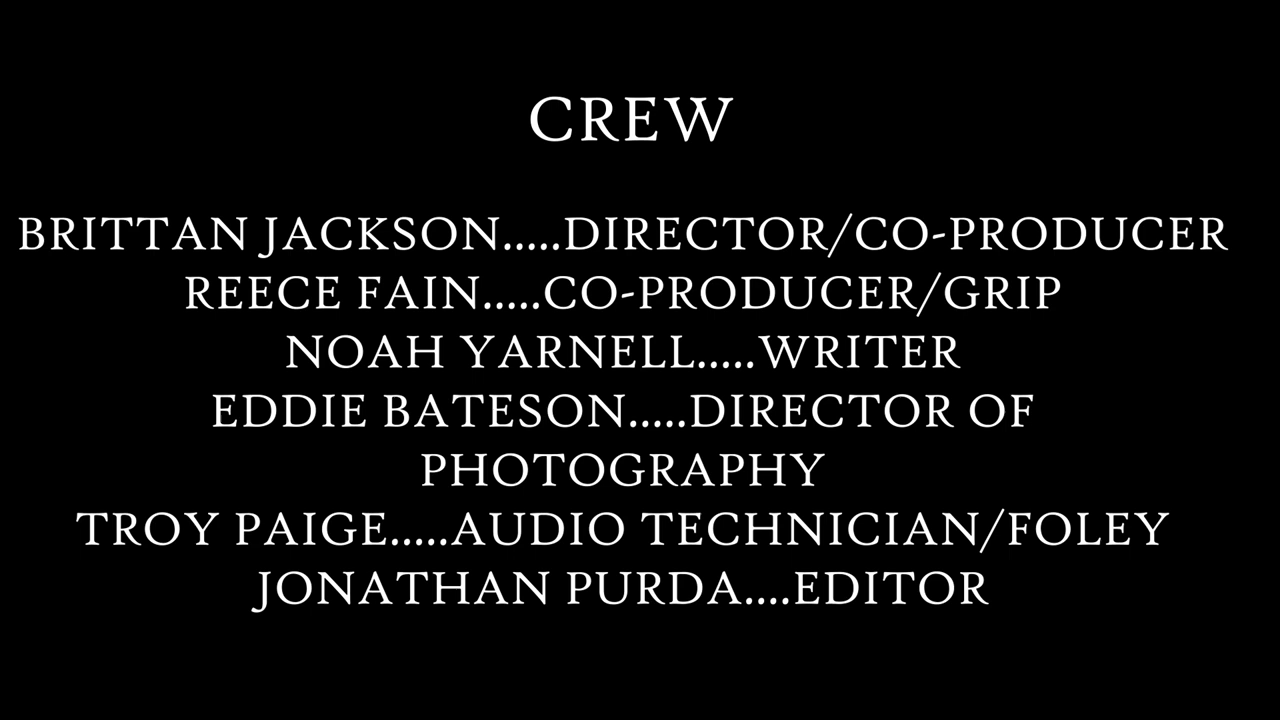 CREW
BRITTAN JACKSON.....DIRECTOR/CO-PRODUCER
REECE FAIN.....CO-PRODUCER/GRIP
NOAH YARNELL.....WRITER
EDDIE BATESON.....DIRECTOR OF
PHOTOGRAPHY
TROY PAIGE.....AUDIO TECHNICIAN/FOLEY
JONATHAN PURDA....EDITOR